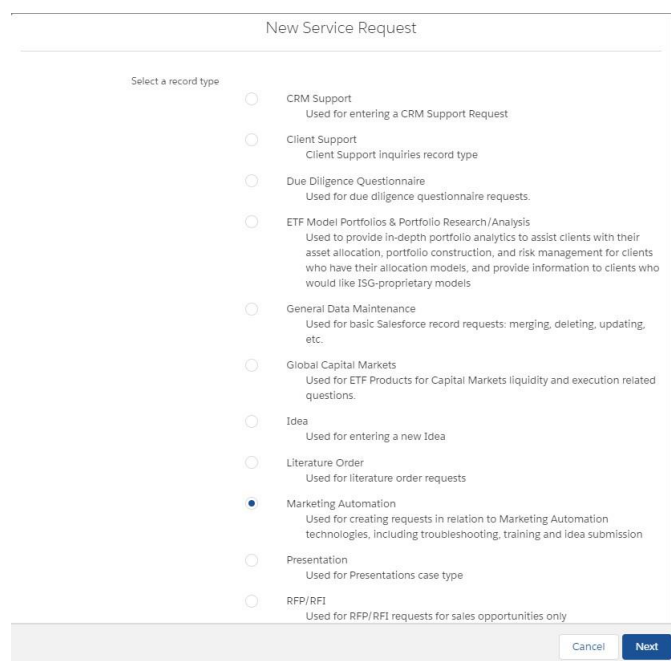 New Service Request
Select a record type
CRM Support
Used for entering a CRM Support Request
Client Support
Client Support inquiries record type
Due Diligence Questionnaire
Used for due diligence questionnaire requests.
ETF Model Portfolios & Portfolio Research/Analysis
Used to provide in-depth portfolio analytics to assist clients with their
asset allocation, portfolio construction, and risk management for clients
who have their allocation models, and provide information to clients who
would like ISG-proprietary models
General Data Maintenance
Used for basic Salesforce record requests: merging, deleting, updating,
etc.
Global Capital Markets
Used for ETF Products for Capital Markets liquidity and execution related
questions.
Idea
Used for entering a new Idea
Literature Order
Used for literature order requests
Marketing Automation
Used for creating requests in relation to Marketing Automation
technologies, including troubleshooting, training and idea submission
Presentation
Used for Presentations case type
RFP/RFI
Used for RFP/RFI requests for sales opportunities only
Cancel
Next